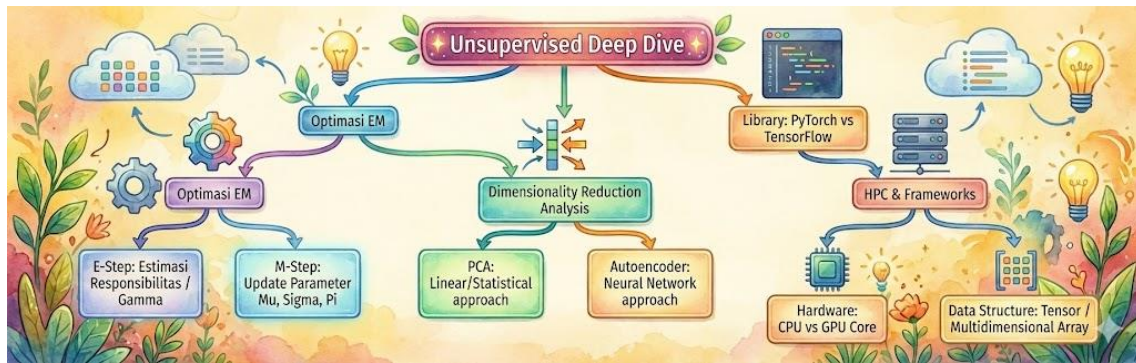 Unsupervised Deep Dive
Optimasi EM
Library: PyTorch vs
TensorFlow
Optimasi EM
Dimensionality Reduction
Analysis
HPC & Frameworks
E-Step: Estimasi
Responsibilitas /
Gamma
M-Step:
Update Parameter
Mu, Sigma, Pi
PCA:
Linear/Statistical
approach
Autoencoder:
Neural Network
approach
Hardware:
CPU vs GPU Core
Data Structure: Tensor /
Multidimensional Array